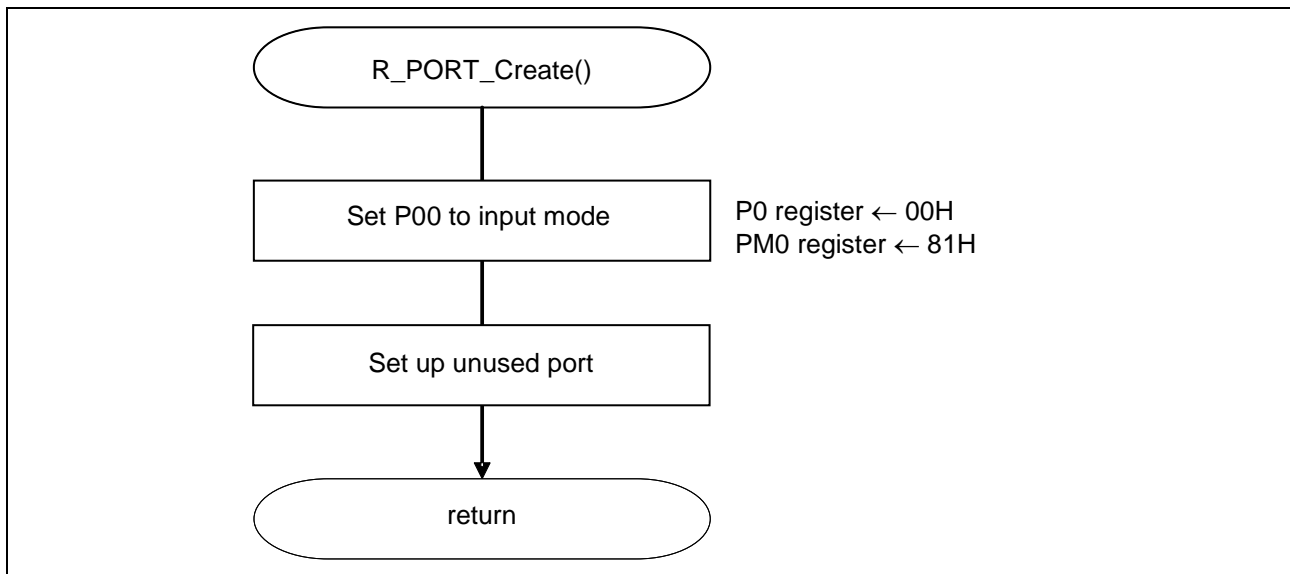 R_PORT_Create()
Set P00 to input mode
P0 register ← 00H
PM0 register ← 81H
Set up unused port
return